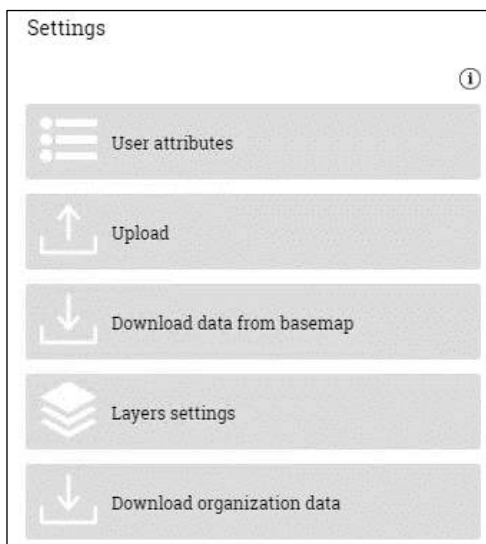 Settings
User attributes
Upload
Download data from basemap
Layers settings
Download organization data